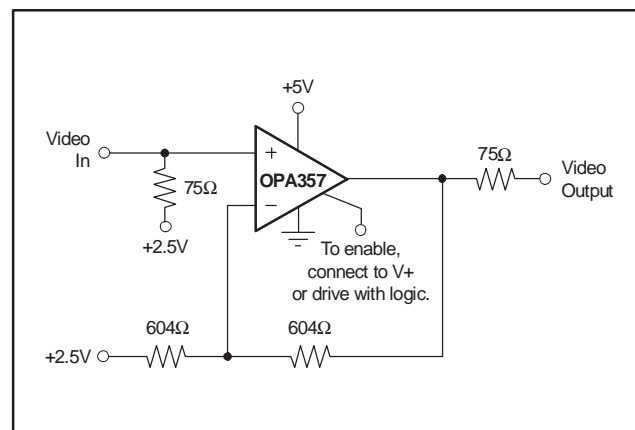 +5V
Video
In
+
OPA357
−
75Ω
+2.5V
75Ω
Video
Output
To enable,
connect to V+
or drive with logic.
604Ω
604Ω
+2.5V